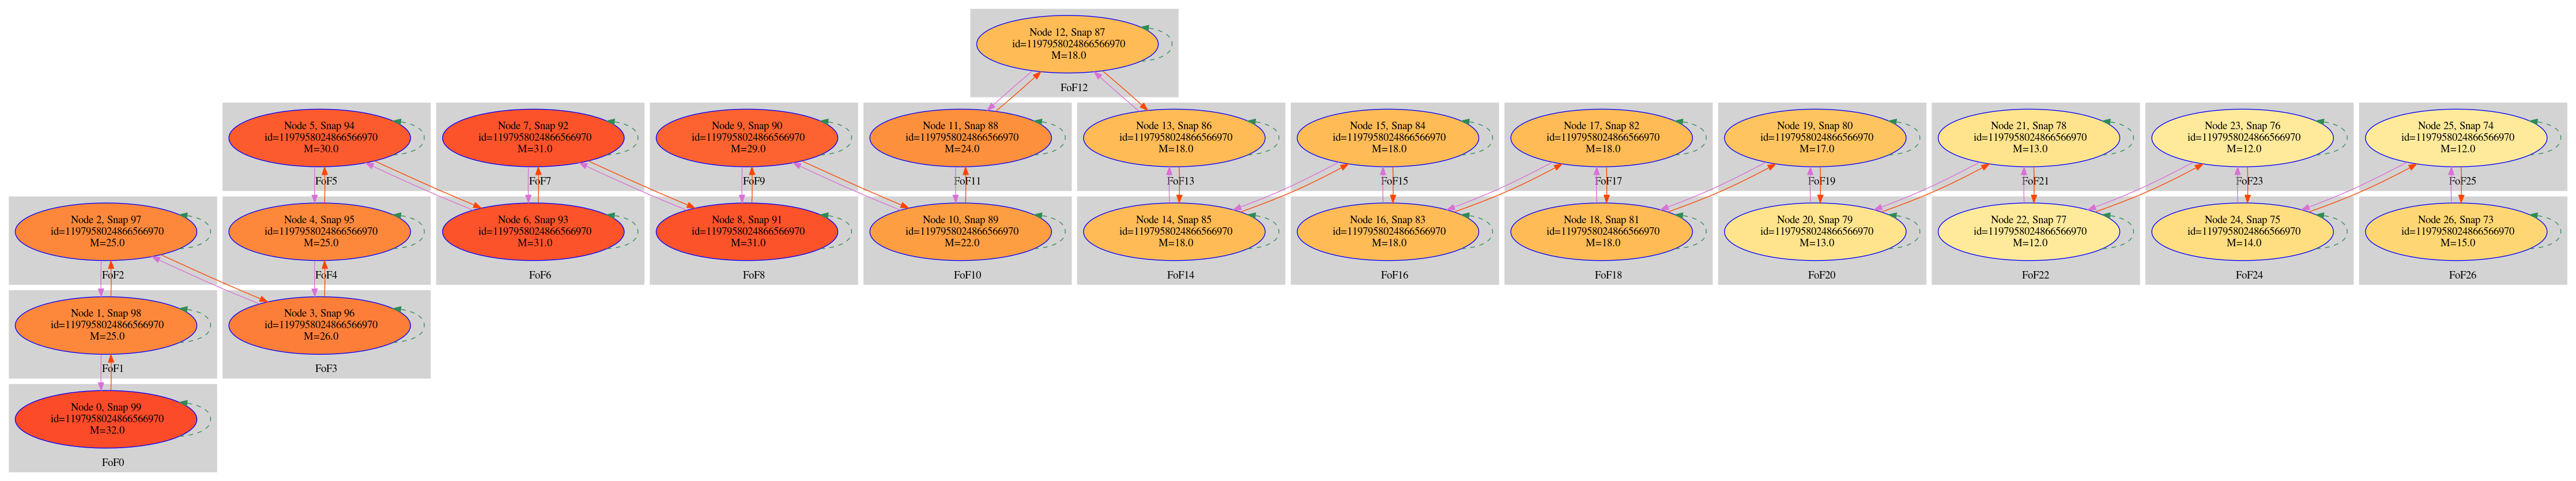 Node 12, Snap 87
id=1197958024866566970
M=18.0
FoF12
Node 5, Snap 94
id=1197958024866566970
M=30.0
FoF5
Node 7, Snap 92
id=1197958024866566970
M=31.0
FoF7
Node 9, Snap 90
id=1197958024866566970
M=29.0
FoF9
Node 11, Snap 88
id=1197958024866566970
M=24.0
FoF11
Node 13, Snap 86
id=1197958024866566970
M=18.0
FoF13
Node 15, Snap 84
id=1197958024866566970
M=18.0
FoF15
Node 17, Snap 82
id=1197958024866566970
M=18.0
FoF17
Node 19, Snap 80
id=1197958024866566970
M=17.0
FoF19
Node 21, Snap 78
id=1197958024866566970
M=13.0
FoF21
Node 23, Snap 76
id=1197958024866566970
M=12.0
FoF23
Node 25, Snap 74
id=1197958024866566970
M=12.0
FoF25
Node 2, Snap 97
id=1197958024866566970
M=25.0
FoF2
Node 4, Snap 95
id=1197958024866566970
M=25.0
FoF4
Node 6, Snap 93
id=1197958024866566970
M=31.0
FoF6
Node 8, Snap 91
id=1197958024866566970
M=31.0
FoF8
Node 10, Snap 89
id=1197958024866566970
M=22.0
FoF10
Node 14, Snap 85
id=1197958024866566970
M=18.0
FoF14
Node 16, Snap 83
id=1197958024866566970
M=18.0
FoF16
Node 18, Snap 81
id=1197958024866566970
M=18.0
FoF18
Node 20, Snap 79
id=1197958024866566970
M=13.0
FoF20
Node 22, Snap 77
id=1197958024866566970
M=12.0
FoF22
Node 24, Snap 75
id=1197958024866566970
M=14.0
FoF24
Node 26, Snap 73
id=1197958024866566970
M=15.0
FoF26
Node 1, Snap 98
id=1197958024866566970
M=25.0
FoF1
Node 3, Snap 96
id=1197958024866566970
M=26.0
FoF3
Node 0, Snap 99
id=1197958024866566970
M=32.0
FoF0